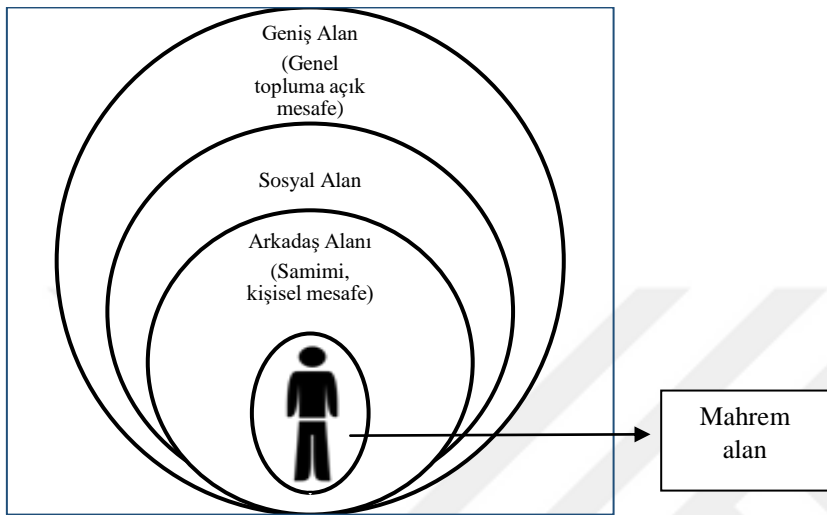 Geniş Alan
(Genel
topluma açık
mesafe)
Sosyal Alan
Arkadaş Alanı
(Samimi,
kişisel mesafe)
Mahrem
alan